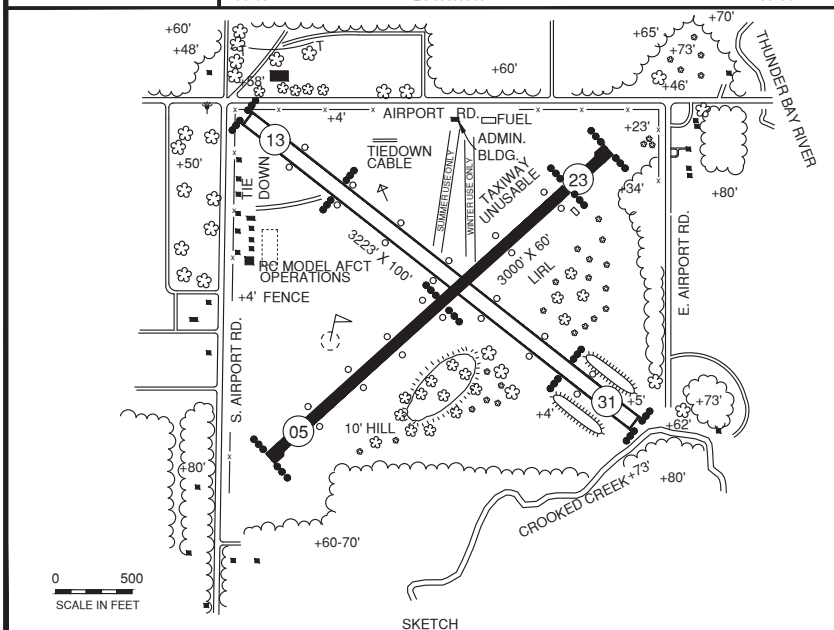 +60'
+48'
T
T
+58'
+60'
+65'
+70'
+73'
+46'
THUNDER BAY RIVER
AIRPORT RD.
+4'
FUEL
ADMIN.
BLDG.
+23'
13
TIEDOWN
CABLE
+50'
TIE
DOWN
SUMMER USE ONLY
WINTER USE ONLY
TAXIWAY
UNUSABLE
23
+34'
+80'
3223' X 100'
3000' X 60'
LIRL
RC MODEL AFCT
OPERATIONS
+4' FENCE
E. AIRPORT RD.
S. AIRPORT RD.
31
+5'
+4'
+73'
+62'
05
10' HILL
+80'
+73'
+80'
CROOKED CREEK
+60-70'
0 500
SCALE IN FEET
SKETCH